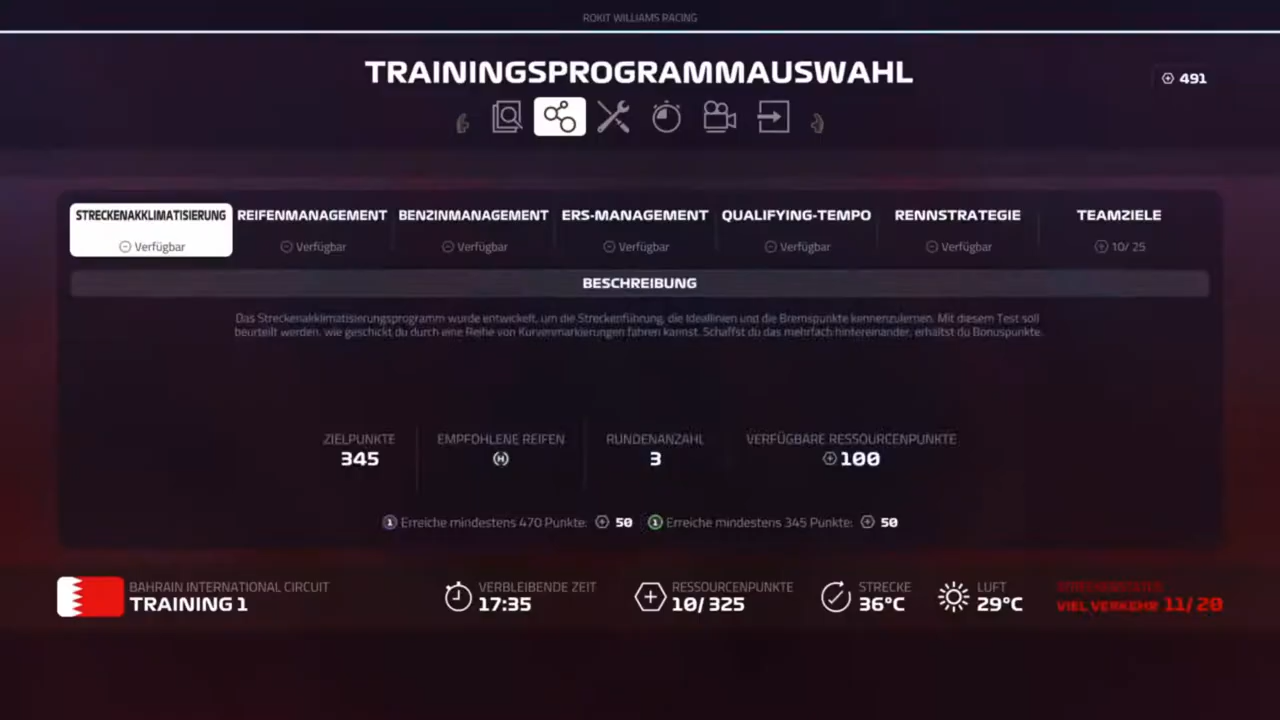 ROKIT WILLIAMS RACING
TRAININGSPROGRAMMAUSWAHL
491
STRECKENAKKLIMATISIERUNG
Verfügbar
REIFENMANAGEMENT
Verfügbar
BENZINMANAGEMENT
Verfügbar
ERS-MANAGEMENT
Verfügbar
QUALIFYING-TEMPO
Verfügbar
RENNSTRATEGIE
Verfügbar
TEAMZIELE
10/ 25
BESCHREIBUNG
Das Streckenakklimatisierungsprogramm wurde entwickelt, um die Streckenführung, die Ideallinien und die Bremspunkte kennenzulernen. Mit diesem Test soll
beurteilt werden, wie geschickt du durch eine Reihe von Kurvenmarkierungen fahren kannst. Schaffst du das mehrfach hintereinander, erhältst du Bonuspunkte.
ZIELPUNKTE
345
EMPFOHLENE REIFEN
H
RUNDENANZAHL
3
VERFÜGBARE RESSOURCENPUNKTE
100
1 Erreiche mindestens 470 Punkte: 50
1 Erreiche mindestens 345 Punkte: 50
BAHRAIN INTERNATIONAL CIRCUIT
TRAINING 1
VERBLEIBENDE ZEIT
17:35
RESSOURCENPUNKTE
10/ 325
STRECKE
36°C
LUFT
29°C
VIEL VERKEHR 11/ 20